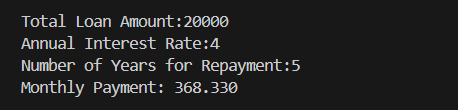 Total Loan Amount:20000
Annual Interest Rate:4
Number of Years for Repayment:5
Monthly Payment: 368.330